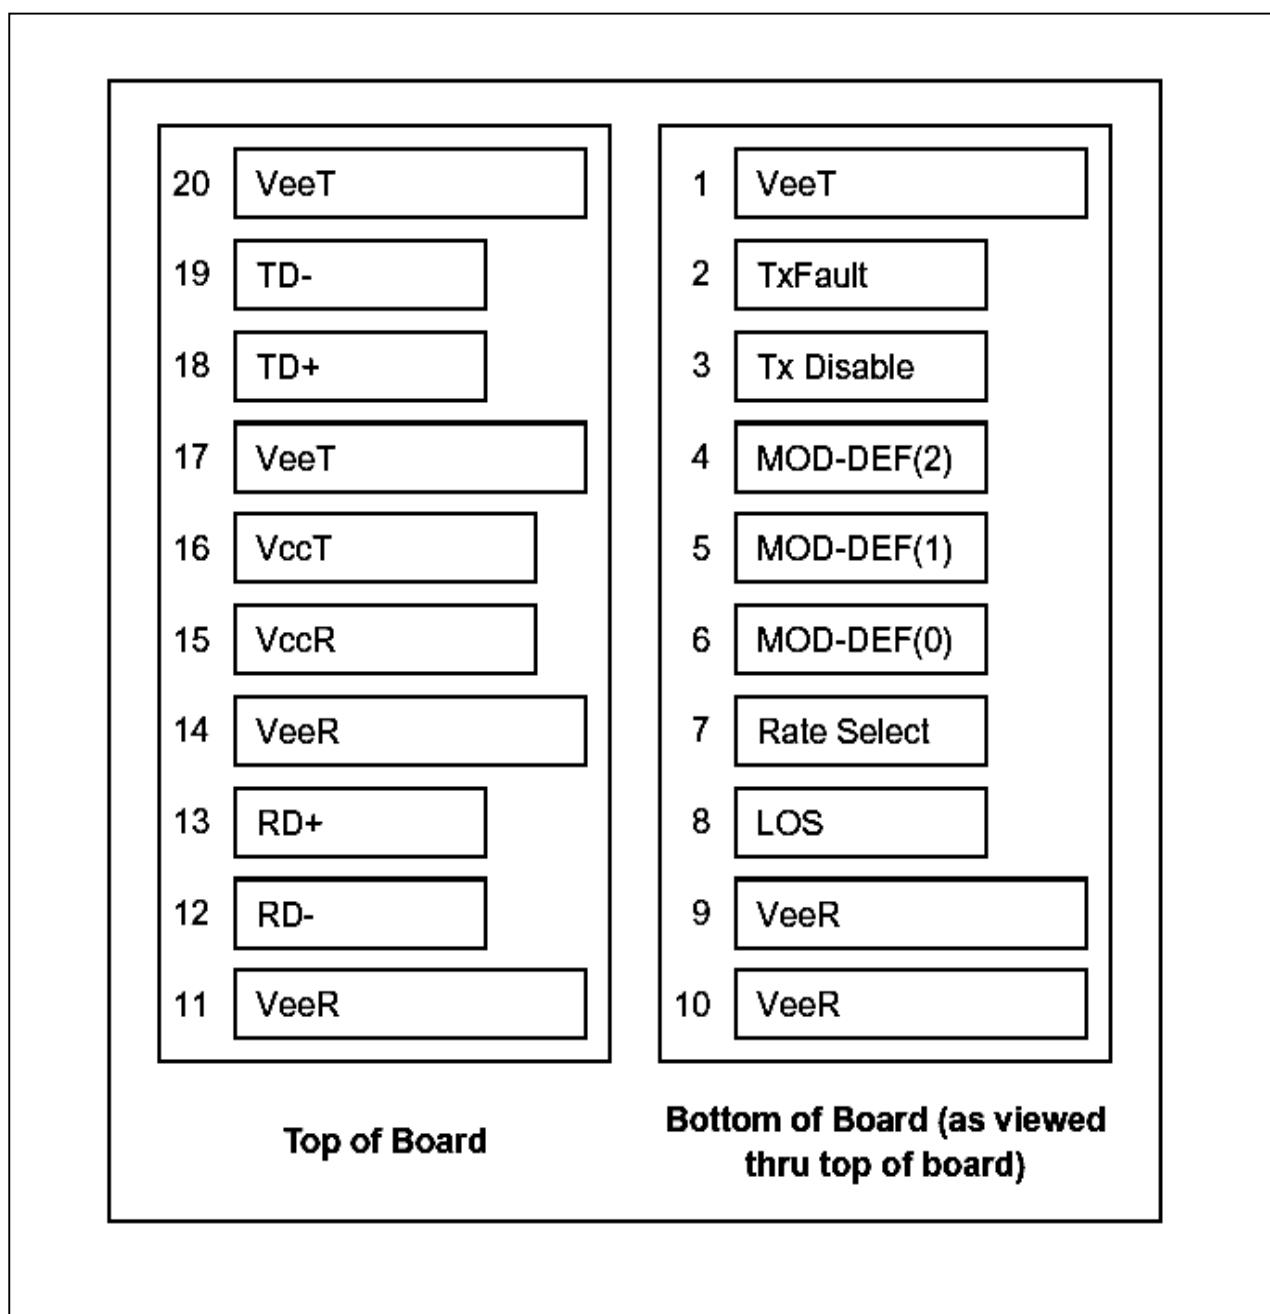 20 VeeT
19 TD-
18 TD+
17 VeeT
16 VccT
15 VccR
14 VeeR
13 RD+
12 RD-
11 VeeR
Top of Board
1 VeeT
2 TxFault
3 Tx Disable
4 MOD-DEF(2)
5 MOD-DEF(1)
6 MOD-DEF(0)
7 Rate Select
8 LOS
9 VeeR
10 VeeR
Bottom of Board (as viewed
thru top of board)